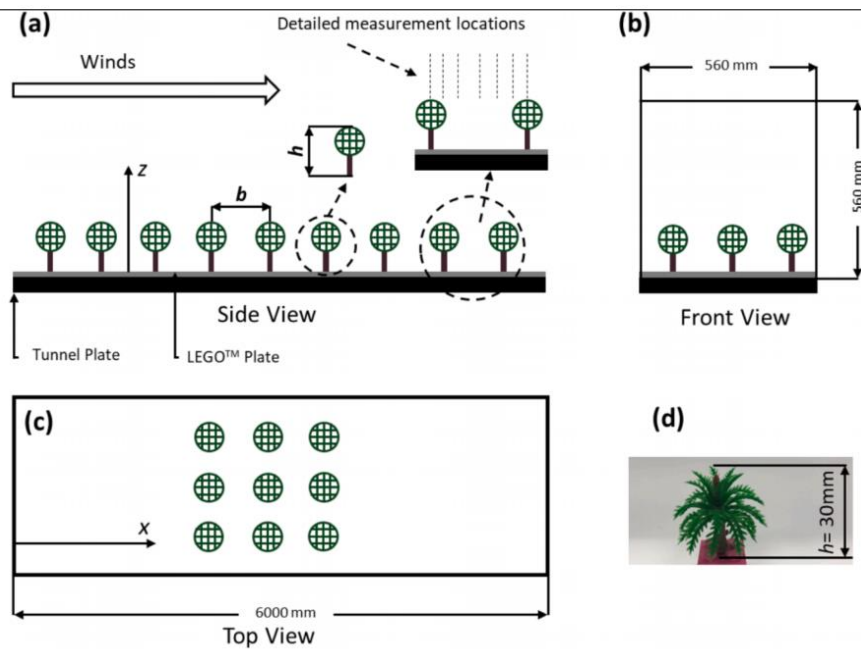 (a)
Detailed measurement locations
(b)
Winds
560 mm
h
z
b
560 mm
Side View
Front View
Tunnel Plate
LEGO™ Plate
(c)
(d)
x
h= 30mm
6000 mm
Top View